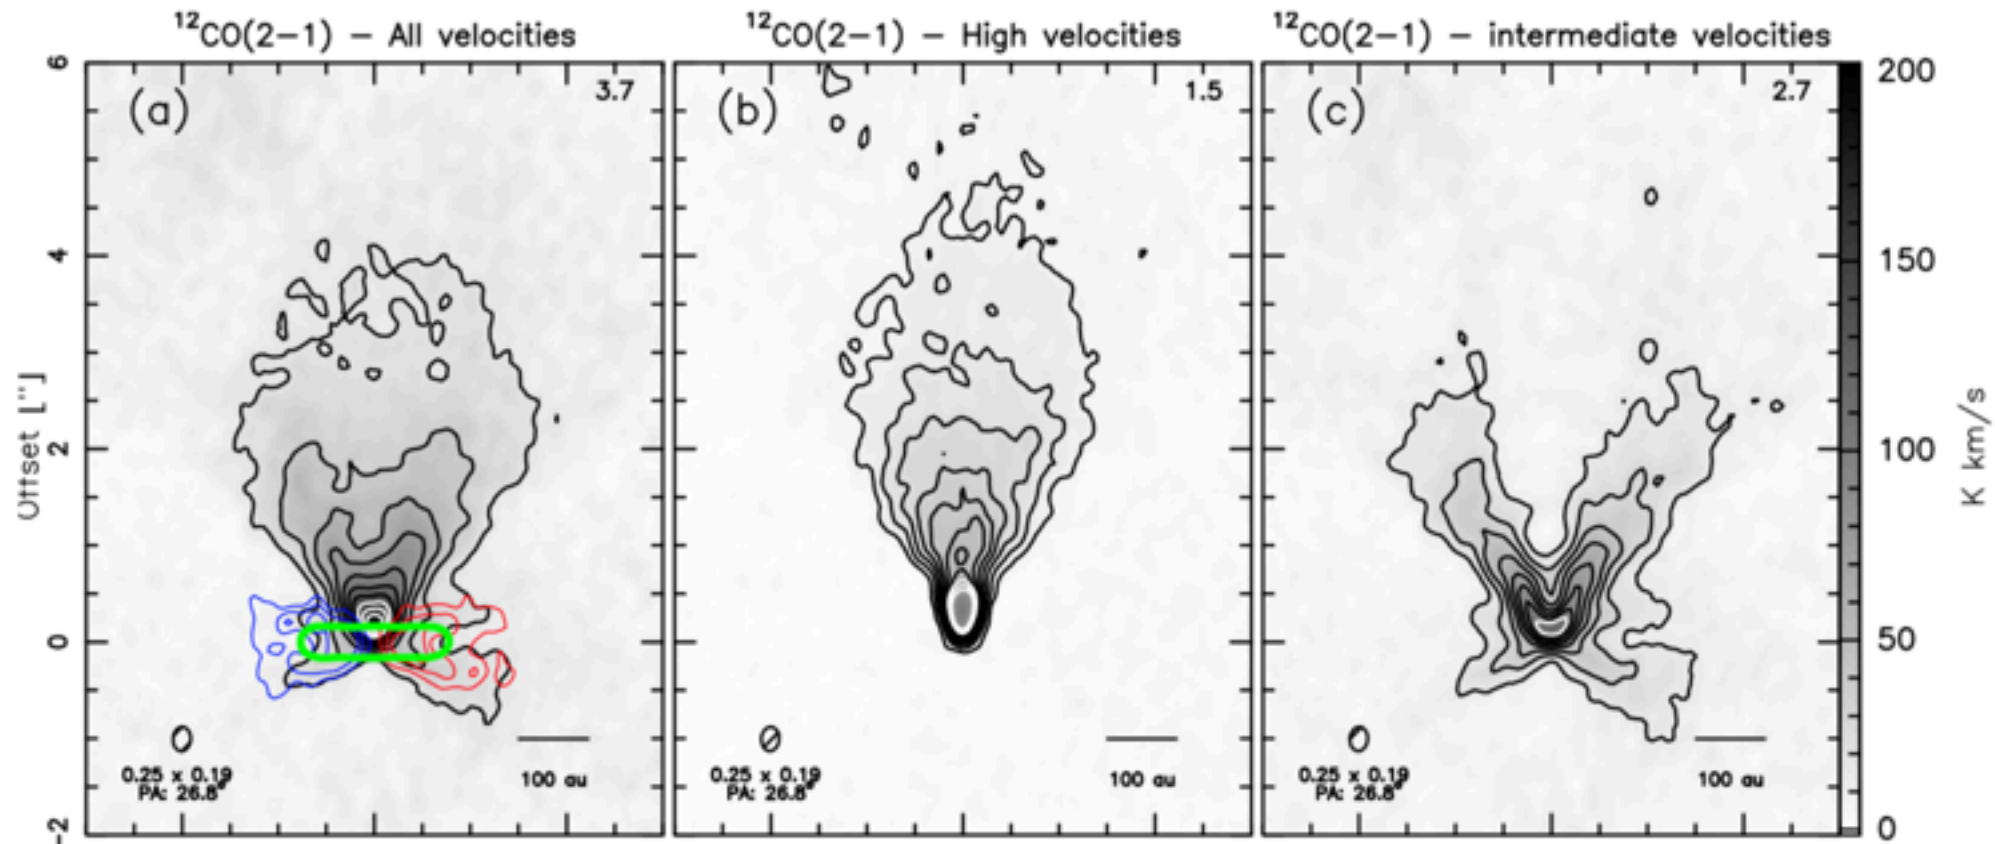 ¹²CO(2−1) − All velocities
¹²CO(2−1) − High velocities
¹²CO(2−1) − intermediate velocities
(a)
3.7
(b)
1.5
(c)
2.7
6
4
2
0
-2
Offset ["]
0.25 x 0.19
PA: 26.8°
100 au
0.25 x 0.19
PA: 26.8°
100 au
0.25 x 0.19
PA: 26.8°
100 au
200
150
100
50
0
K km/s